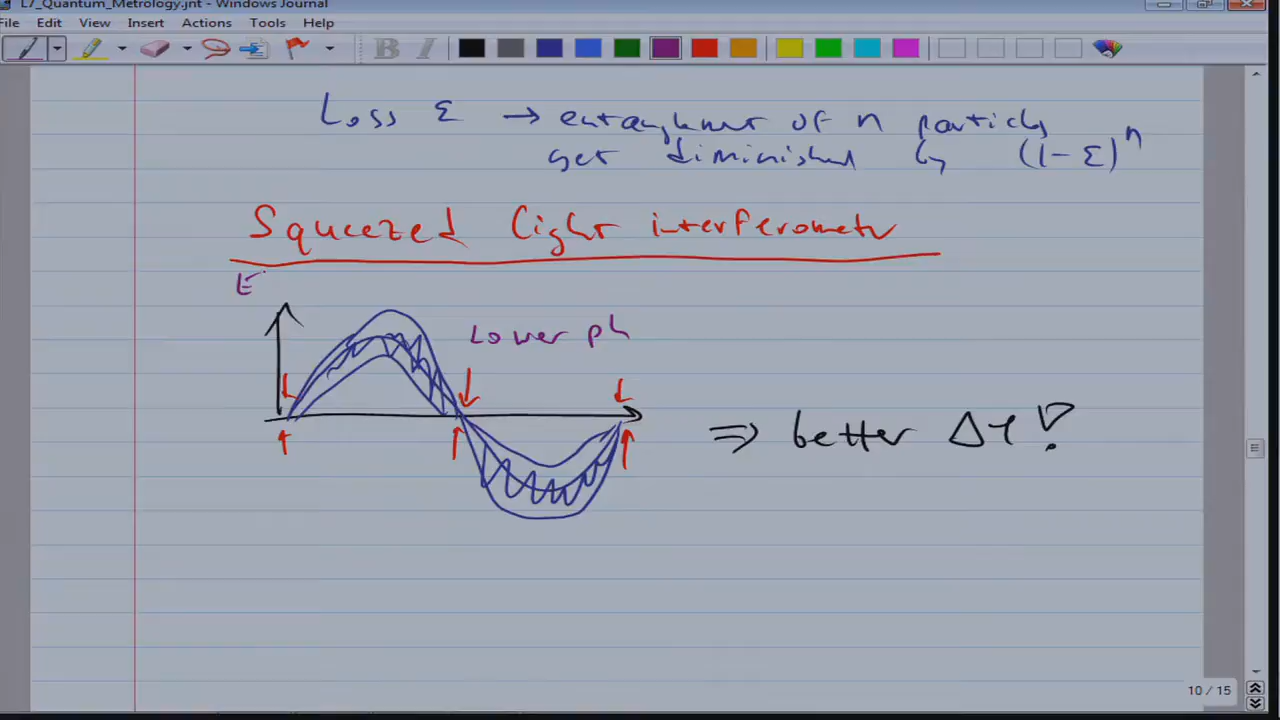 L7_Quantum_Metrology.jnt - Windows Journal
File Edit View Insert Actions Tools Help
B I
Loss Σ → entanglement of n particles
get diminished by (1-Σ)^n
Squeezed light interferometer
E
Lower ph
⇒ better Δφ?
10 / 15